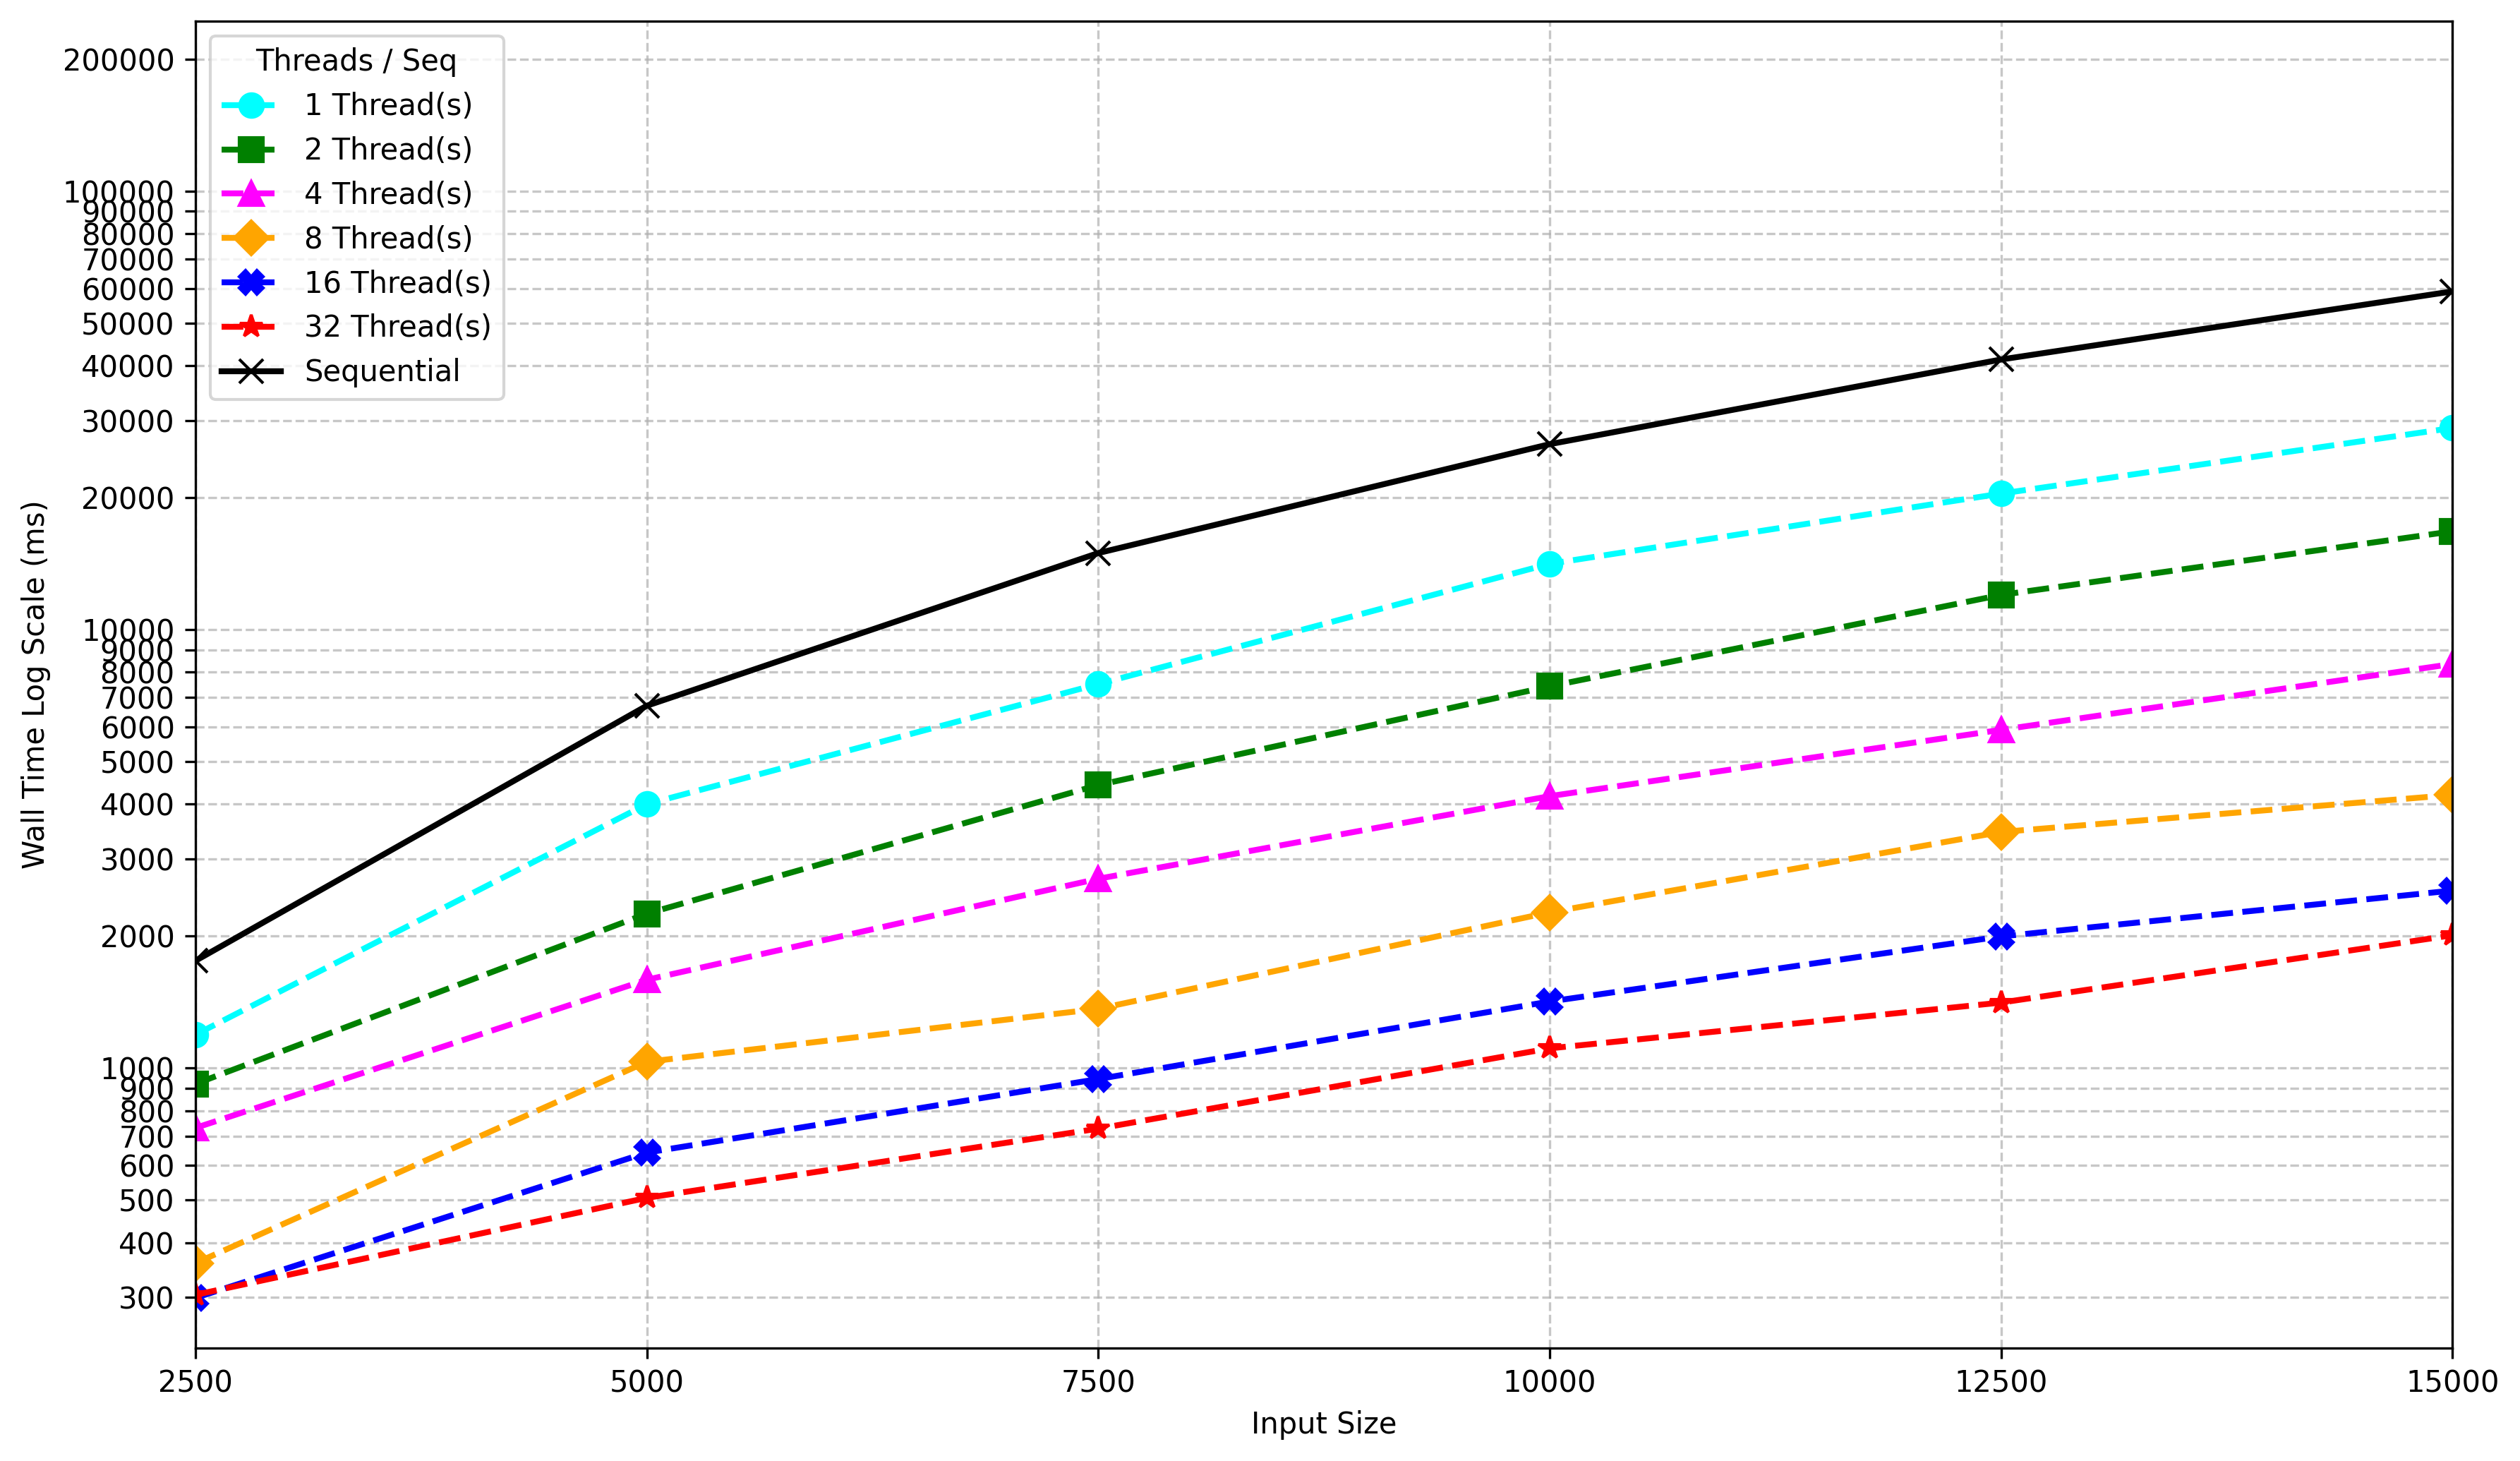 Threads / Seq
1 Thread(s)
2 Thread(s)
4 Thread(s)
8 Thread(s)
16 Thread(s)
32 Thread(s)
Sequential
Wall Time Log Scale (ms)
200000
100000
90000
80000
70000
60000
50000
40000
30000
20000
10000
9000
8000
7000
6000
5000
4000
3000
2000
1000
900
800
700
600
500
400
300
2500 5000 7500 10000 12500 15000
Input Size